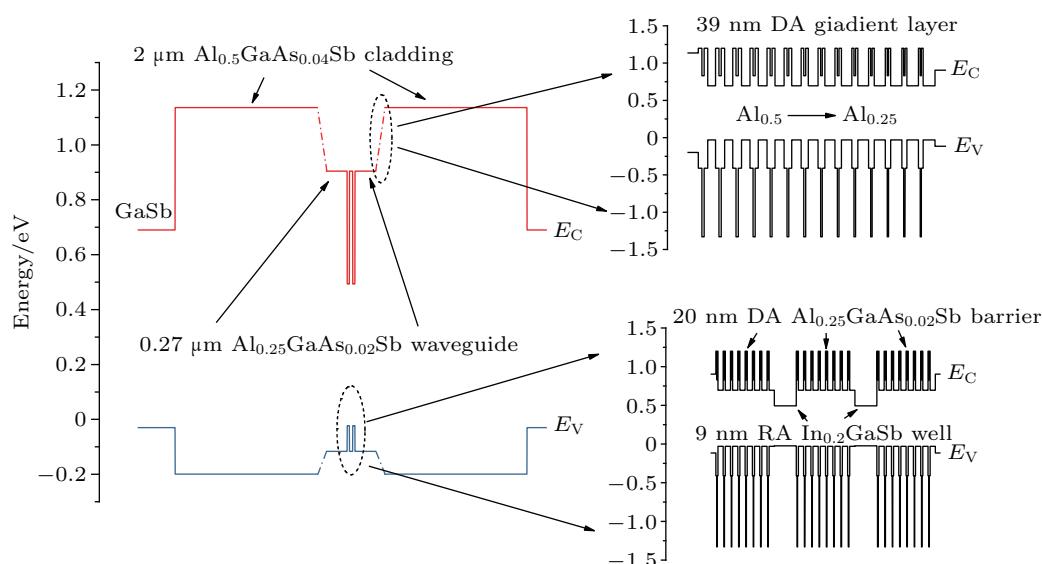 2 µm Al0.5GaAs0.04Sb cladding
Energy/eV
1.2
1.0
0.8
0.6
0.4
0.2
0
−0.2
GaSb
EC
0.27 µm Al0.25GaAs0.02Sb waveguide
EV
39 nm DA giadient layer
1.5
1.0
0.5
0
−0.5
−1.0
−1.5
EC
Al0.5
Al0.25
EV
20 nm DA Al0.25GaAs0.02Sb barrier
1.5
1.0
0.5
0
−0.5
−1.0
−1.5
EC
9 nm RA In0.2GaSb well
EV